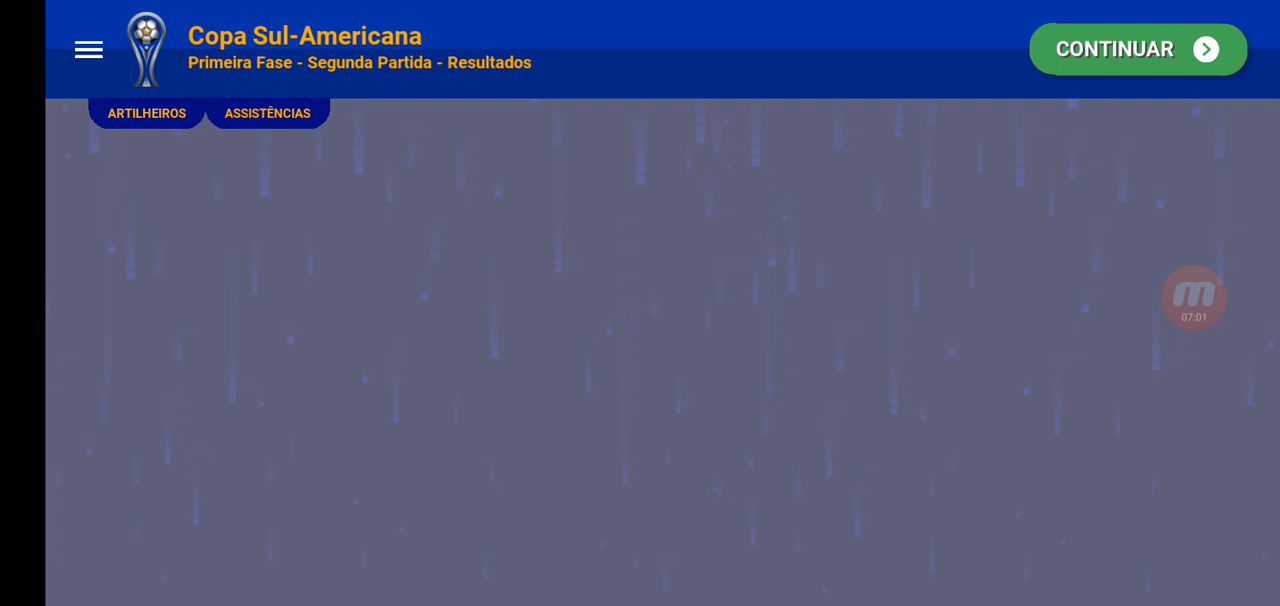 Copa Sul-Americana
Primeira Fase - Segunda Partida - Resultados
CONTINUAR
ARTILHEIROS
ASSISTÊNCIAS
m
07:01